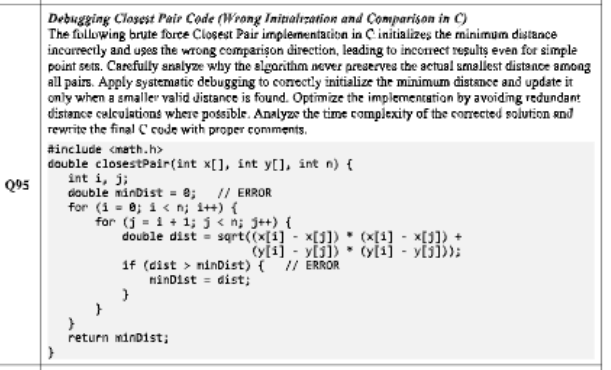 Debugging Closest Pair Code (Wrong Initialization and Comparison in C)
The following brute force Closest Pair implementation in C initializes the minimum distance
incorrectly and uses the wrong comparison direction, leading to incorrect results even for simple
point sets. Carefully analyze why the algorithm never preserves the actual smallest distance among
all pairs. Apply systematic debugging to correctly initialize the minimum distance and update it
only when a smaller valid distance is found. Optimize the implementation by avoiding redundant
distance calculations where possible. Analyze the time complexity of the corrected solution and
rewrite the final C code with proper comments.
#include <math.h>
double closestPair(int x[], int y[], int n) {
int i, j;
Q95
double minDist = 0; // ERROR
for (i = 0; i < n; i++) {
for (j = i + 1; j < n; j++) {
double dist = sqrt((x[i] - x[j]) * (x[i] - x[j]) +
(y[i] - y[j]) * (y[i] - y[j]));
if (dist > minDist) { // ERROR
minDist = dist;
}
}
}
return minDist;
}